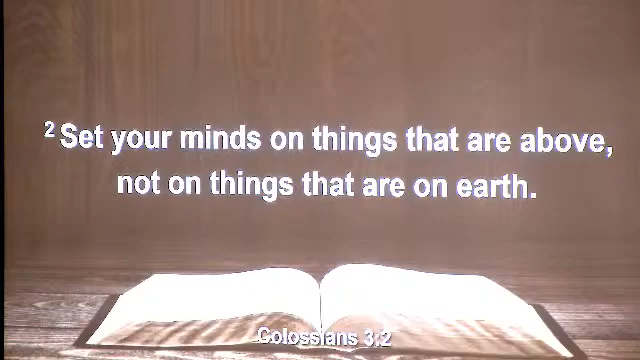 2 Set your minds on things that are above,
not on things that are on earth.
Colossians 3:2